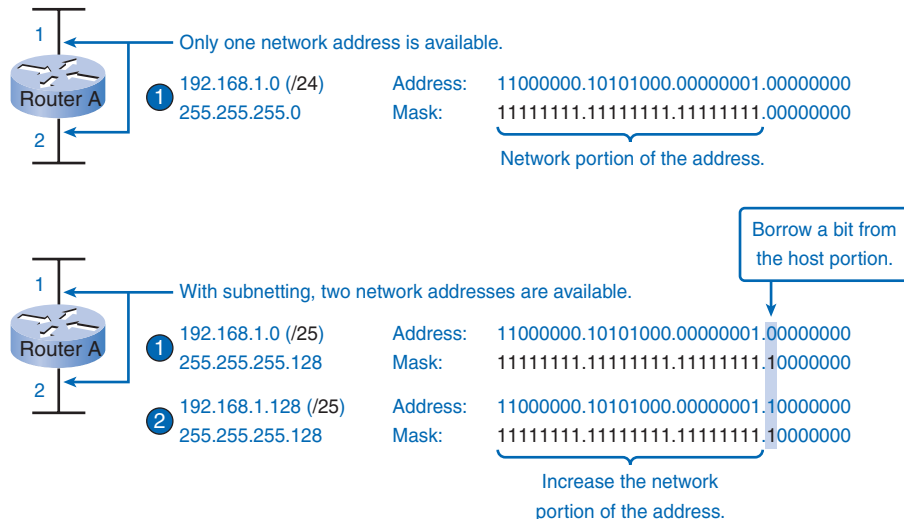 1
Only one network address is available.
Router A
2
1
192.168.1.0 (/24) Address: 11000000.10101000.00000001.00000000
255.255.255.0 Mask: 11111111.11111111.11111111.00000000
Network portion of the address.
Borrow a bit from
the host portion.
1
With subnetting, two network addresses are available.
Router A
2
1
192.168.1.0 (/25) Address: 11000000.10101000.00000001.00000000
255.255.255.128 Mask: 11111111.11111111.11111111.10000000
2
192.168.1.128 (/25) Address: 11000000.10101000.00000001.10000000
255.255.255.128 Mask: 11111111.11111111.11111111.10000000
Increase the network
portion of the address.